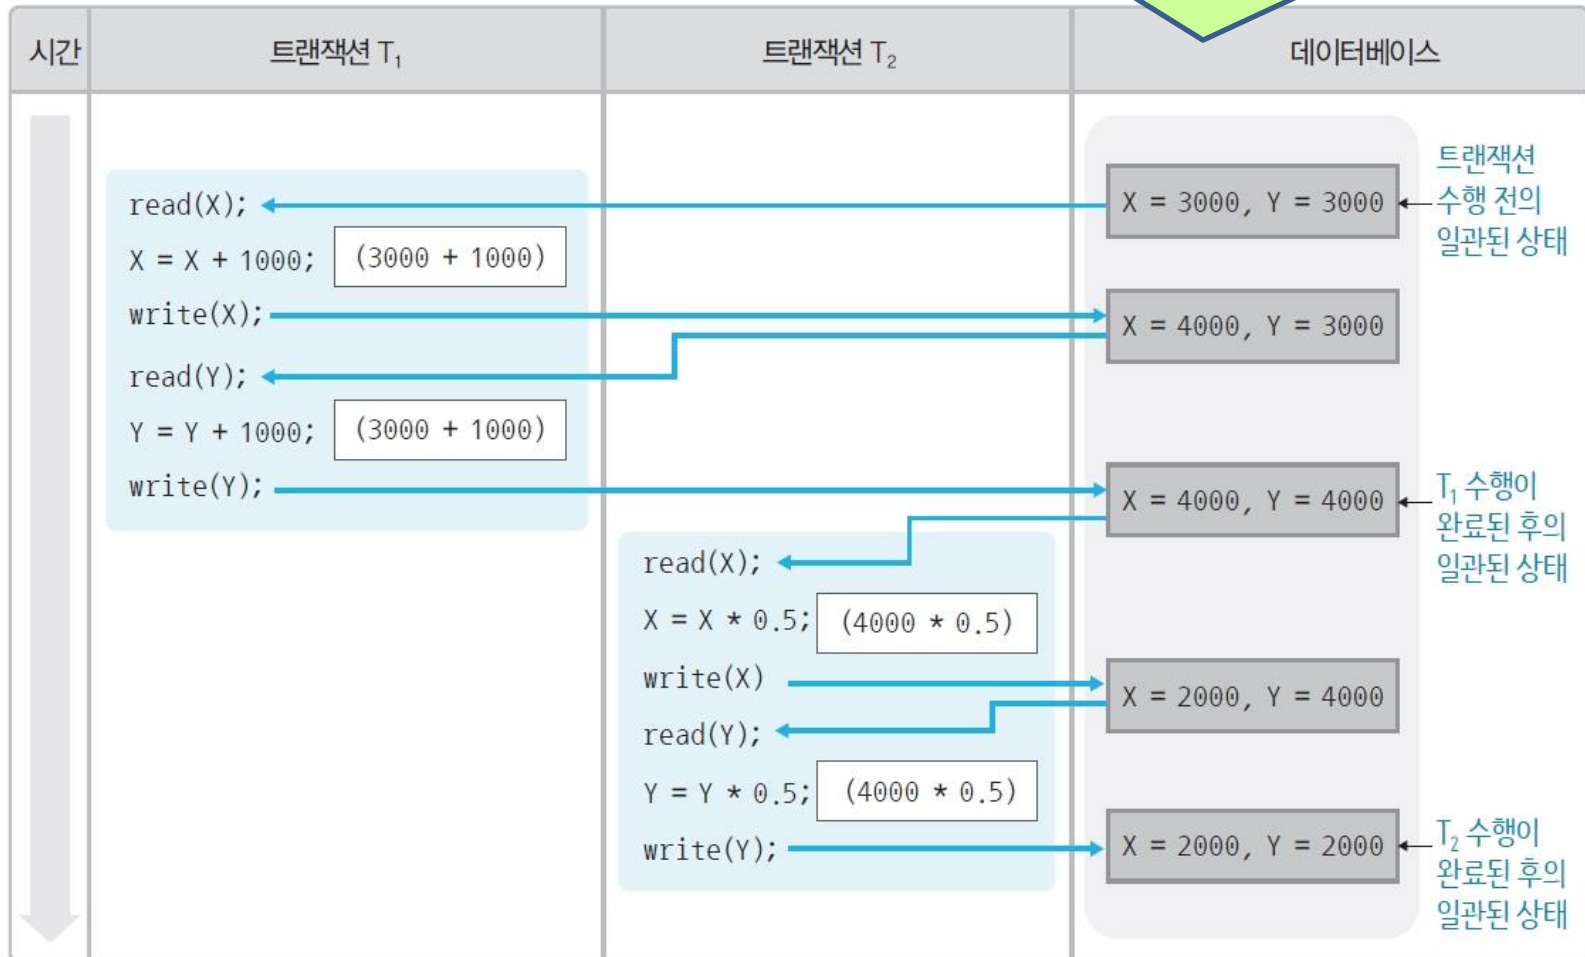 시간
트랜잭션 T₁
트랜잭션 T₂
데이터베이스
read(X);
X = X + 1000;
(3000 + 1000)
write(X);
read(Y);
Y = Y + 1000;
(3000 + 1000)
write(Y);
read(X);
X = X * 0.5;
(4000 * 0.5)
write(X)
read(Y);
Y = Y * 0.5;
(4000 * 0.5)
write(Y);
X = 3000, Y = 3000
트랜잭션
수행 전의
일관된 상태
X = 4000, Y = 3000
X = 4000, Y = 4000
T₁ 수행이
완료된 후의
일관된 상태
X = 2000, Y = 4000
X = 2000, Y = 2000
T₂ 수행이
완료된 후의
일관된 상태